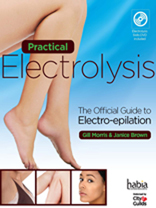 Practical
Electrolysis
The Official Guide to
Electro-epilation
Gill Morris & Janice Brown
habia
City &
Guilds